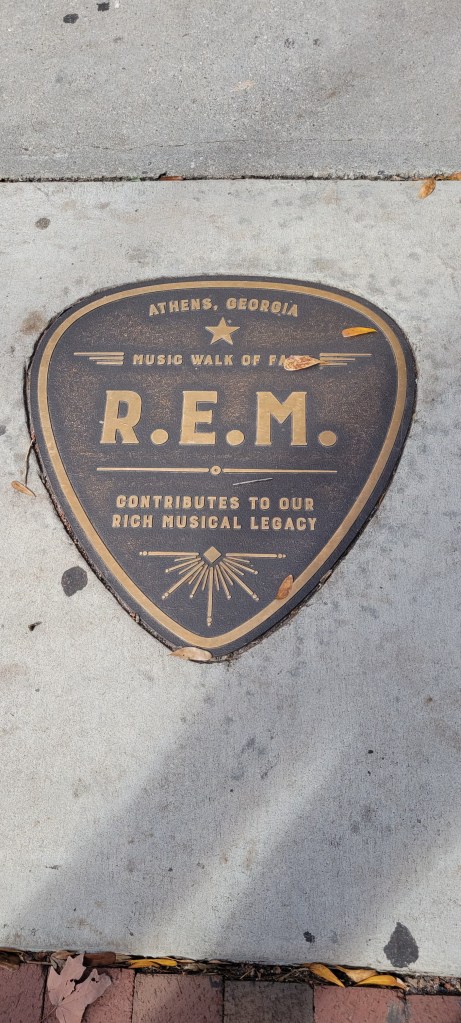 ATHENS, GEORGIA
MUSIC WALK OF
R.E.M.
CONTRIBUTES TO OUR
RICH MUSICAL LEGACY